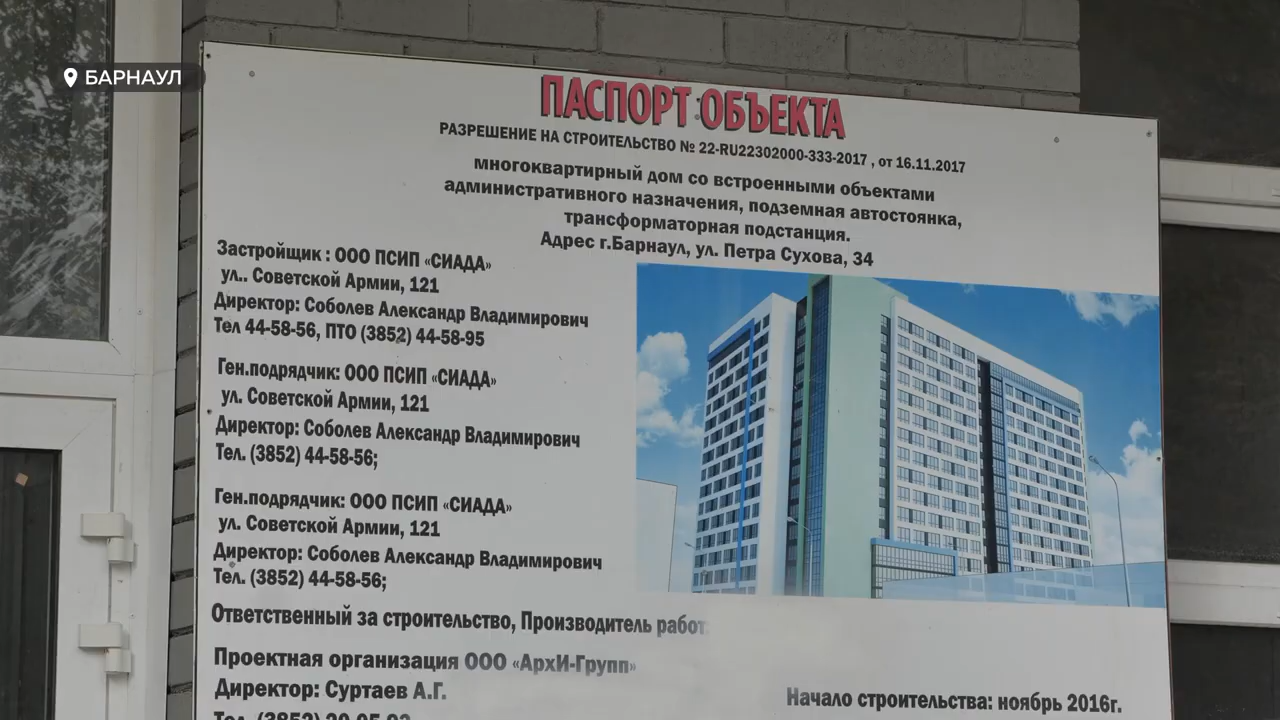 БАРНАУЛ
ПАСПОРТ ОБЪЕКТА
РАЗРЕШЕНИЕ НА СТРОИТЕЛЬСТВО № 22-RU22302000-333-2017 , от 16.11.2017
многоквартирный дом со встроенными объектами
административного назначения, подземная автостоянка,
трансформаторная подстанция.
Адрес г.Барнаул, ул. Петра Сухова, 34
Застройщик : ООО ПСИП «СИАДА»
ул.. Советской Армии, 121
Директор: Соболев Александр Владимирович
Тел 44-58-56, ПТО (3852) 44-58-95
Ген.подрядчик: ООО ПСИП «СИАДА»
ул. Советской Армии, 121
Директор: Соболев Александр Владимирович
Тел. (3852) 44-58-56;
Ген.подрядчик: ООО ПСИП «СИАДА»
ул. Советской Армии, 121
Директор: Соболев Александр Владимирович
Тел. (3852) 44-58-56;
Ответственный за строительство, Производитель работ:
Проектная организация ООО «АрхИ-Групп»
Директор: Суртаев А.Г.
Начало строительства: ноябрь 2016г.
Тел. (3852)